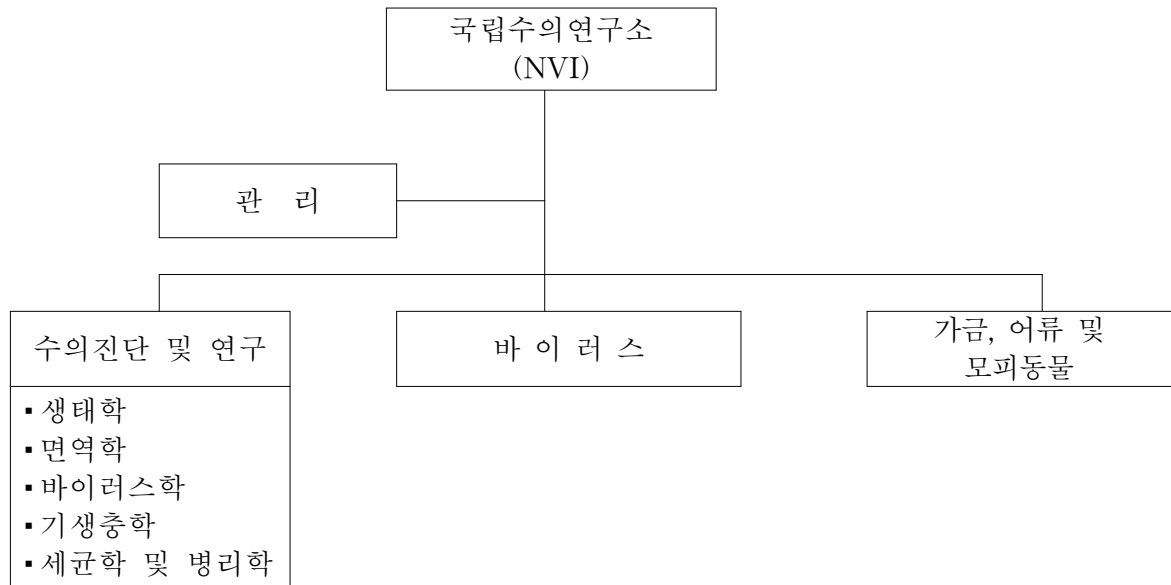 국립수의연구소
(NVI)
관 리
수의진단 및 연구
▪생태학
▪면역학
▪바이러스학
▪기생충학
▪세균학 및 병리학
바 이 러 스
가금, 어류 및
모피동물